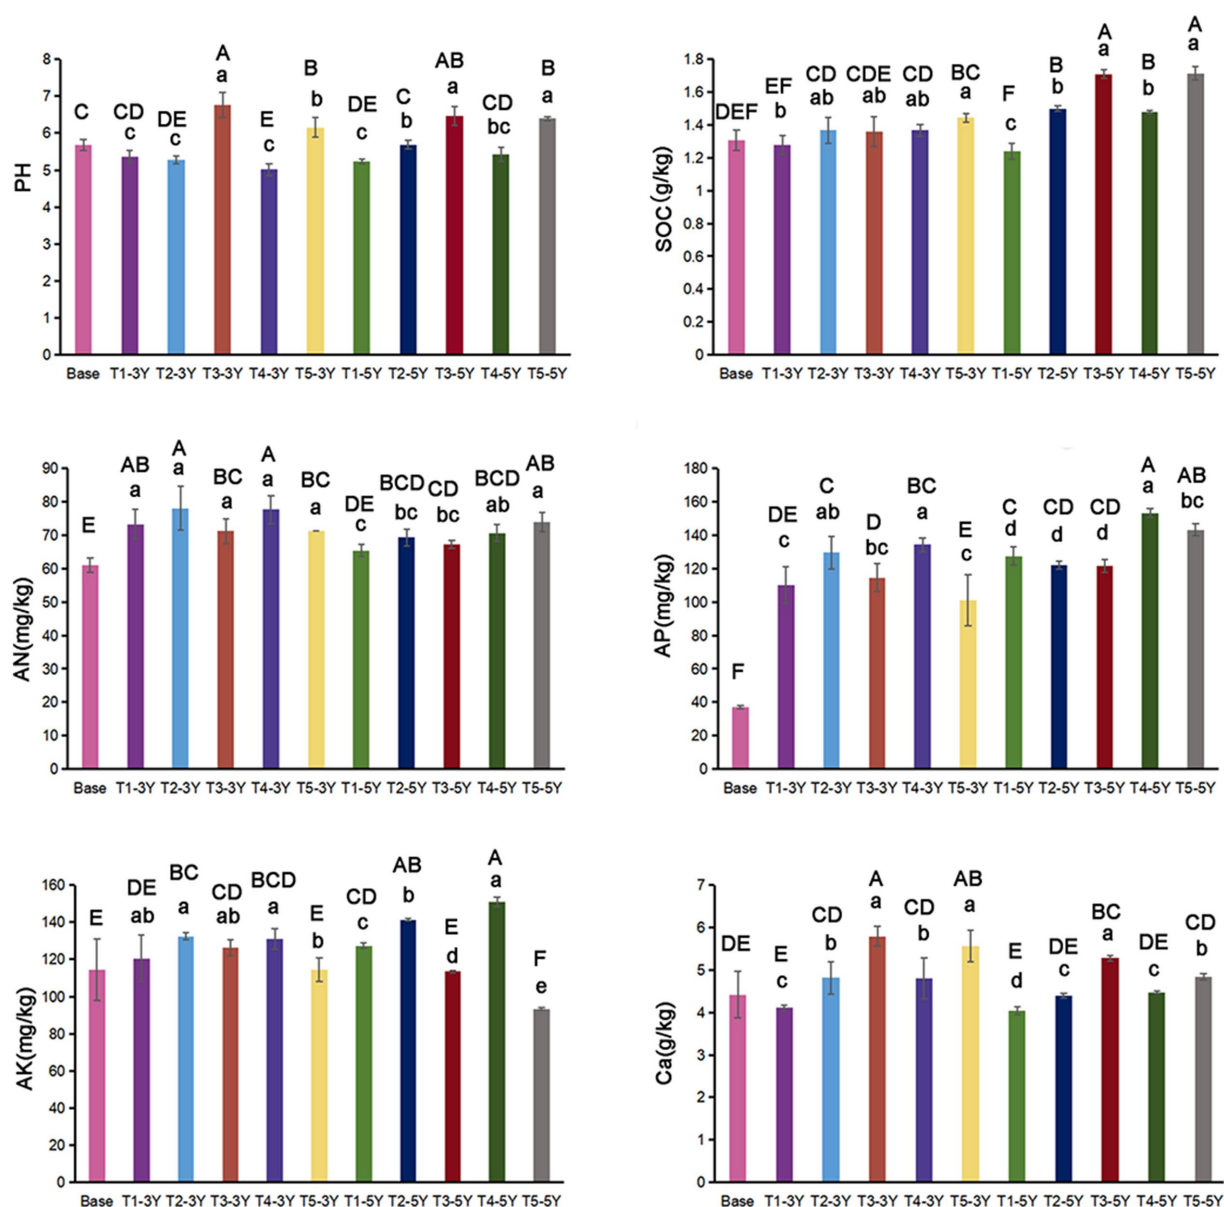 PH
8
7
6
5
4
3
2
1
0
C
CD
c
DE
c
A
a
E
c
B
b
DE
c
C
b
AB
a
CD
bc
B
a
Base T1-3Y T2-3Y T3-3Y T4-3Y T5-3Y T1-5Y T2-5Y T3-5Y T4-5Y T5-5Y
SOC(g/kg)
1.8
1.6
1.4
1.2
1
0.8
0.6
0.4
0.2
0
DEF
EF
b
CD
ab
CDE
ab
CD
ab
BC
a
F
c
B
b
A
a
B
b
A
a
Base T1-3Y T2-3Y T3-3Y T4-3Y T5-3Y T1-5Y T2-5Y T3-5Y T4-5Y T5-5Y
AN(mg/kg)
90
80
70
60
50
40
30
20
10
0
E
AB
a
A
a
BC
a
A
a
BC
a
DE
c
BCD
bc
CD
bc
BCD
ab
AB
a
Base T1-3Y T2-3Y T3-3Y T4-3Y T5-3Y T1-5Y T2-5Y T3-5Y T4-5Y T5-5Y
AP(mg/kg)
180
160
140
120
100
80
60
40
20
0
F
DE
c
C
ab
D
bc
BC
a
E
c
C
d
CD
d
CD
d
A
a
AB
bc
Base T1-3Y T2-3Y T3-3Y T4-3Y T5-3Y T1-5Y T2-5Y T3-5Y T4-5Y T5-5Y
AK(mg/kg)
160
140
120
100
80
60
40
20
0
E
DE
ab
BC
a
CD
ab
BCD
a
E
b
CD
c
AB
b
E
d
A
a
F
e
Base T1-3Y T2-3Y T3-3Y T4-3Y T5-3Y T1-5Y T2-5Y T3-5Y T4-5Y T5-5Y
Ca(g/kg)
7
6
5
4
3
2
1
0
DE
E
c
CD
b
A
a
CD
b
AB
a
E
d
DE
c
BC
a
DE
c
CD
b
Base T1-3Y T2-3Y T3-3Y T4-3Y T5-3Y T1-5Y T2-5Y T3-5Y T4-5Y T5-5Y